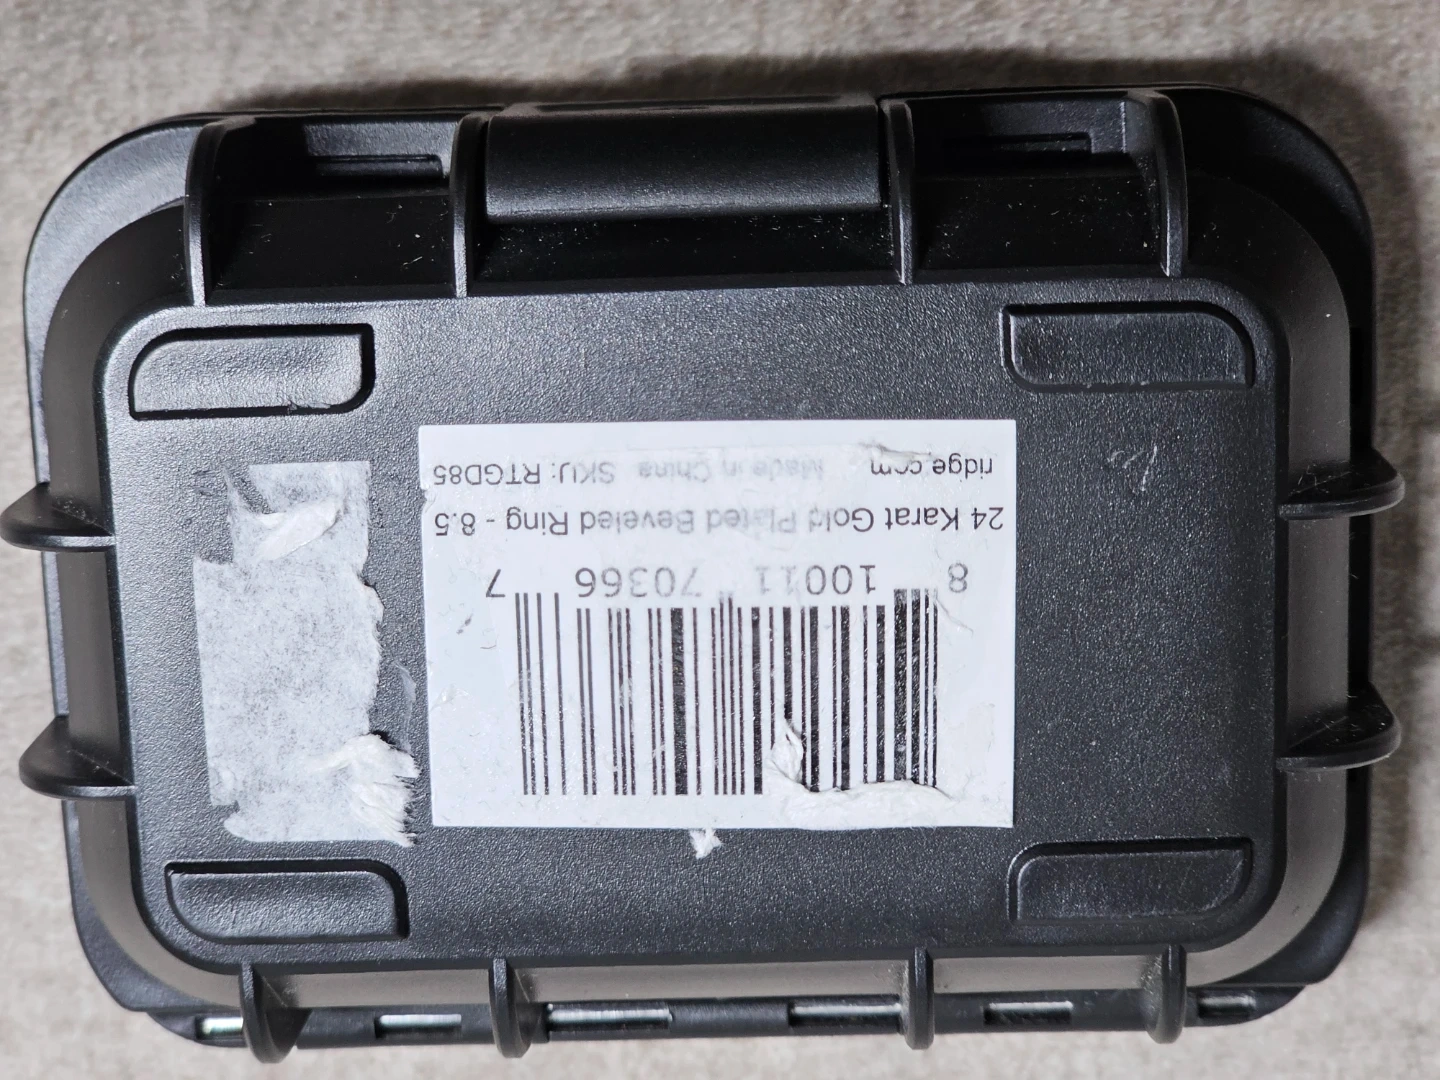 8 10011 70366 7
24 Karat Gold Plated Beveled Ring - 8.5
ridge.com Made in China SKU: RTGD85